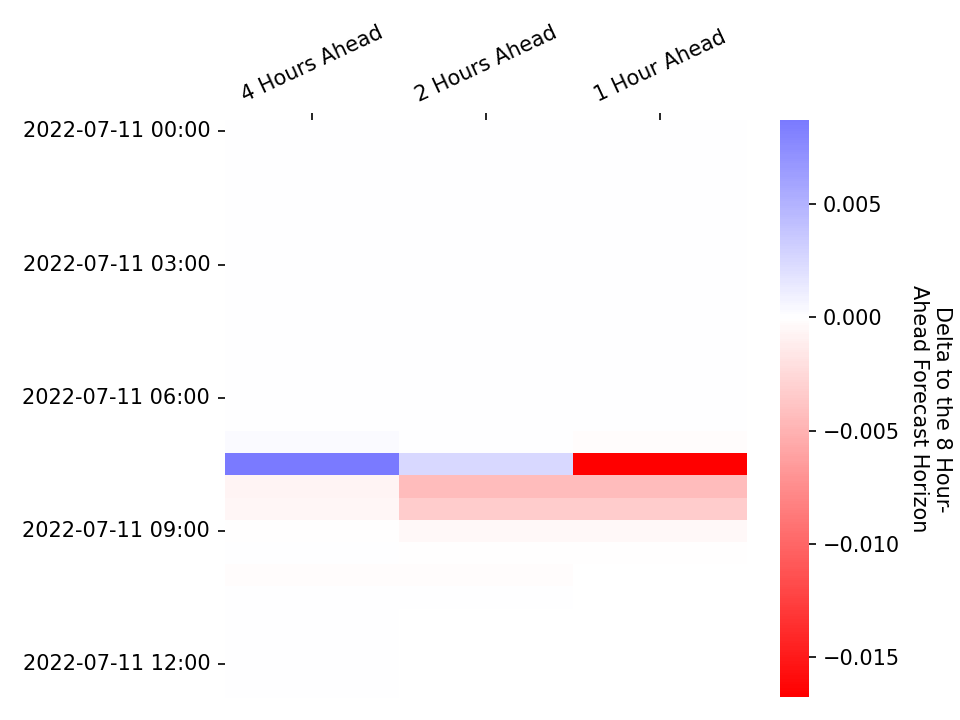 4 Hours Ahead
2 Hours Ahead
1 Hour Ahead
2022-07-11 00:00
2022-07-11 03:00
2022-07-11 06:00
2022-07-11 09:00
2022-07-11 12:00
0.005
0.000
−0.005
−0.010
−0.015
Delta to the 8 Hour-
Ahead Forecast Horizon